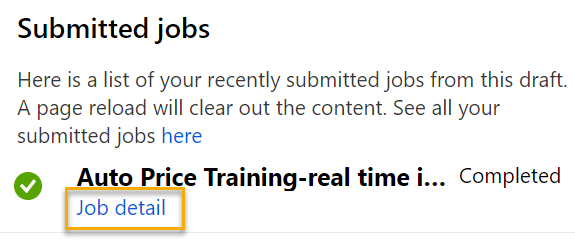 Submitted jobs
Here is a list of your recently submitted jobs from this draft.
A page reload will clear out the content. See all your
submitted jobs here
Auto Price Training-real time i... Completed
Job detail